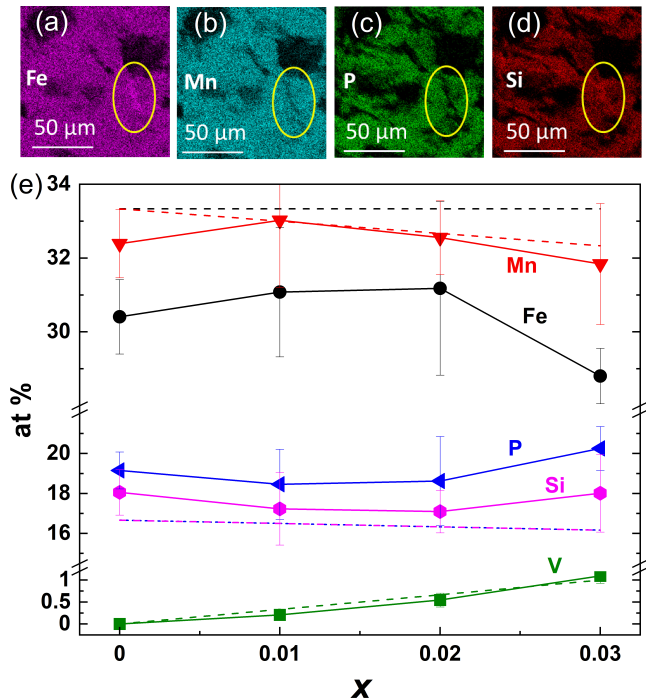 (a) (b) (c) (d)
Fe Mn P Si
50 µm 50 µm 50 µm 50 µm
(e)
34
32
30
20
18
16
1
0.5
0
at %
Mn
Fe
P
Si
V
0 0.01 0.02 0.03
x